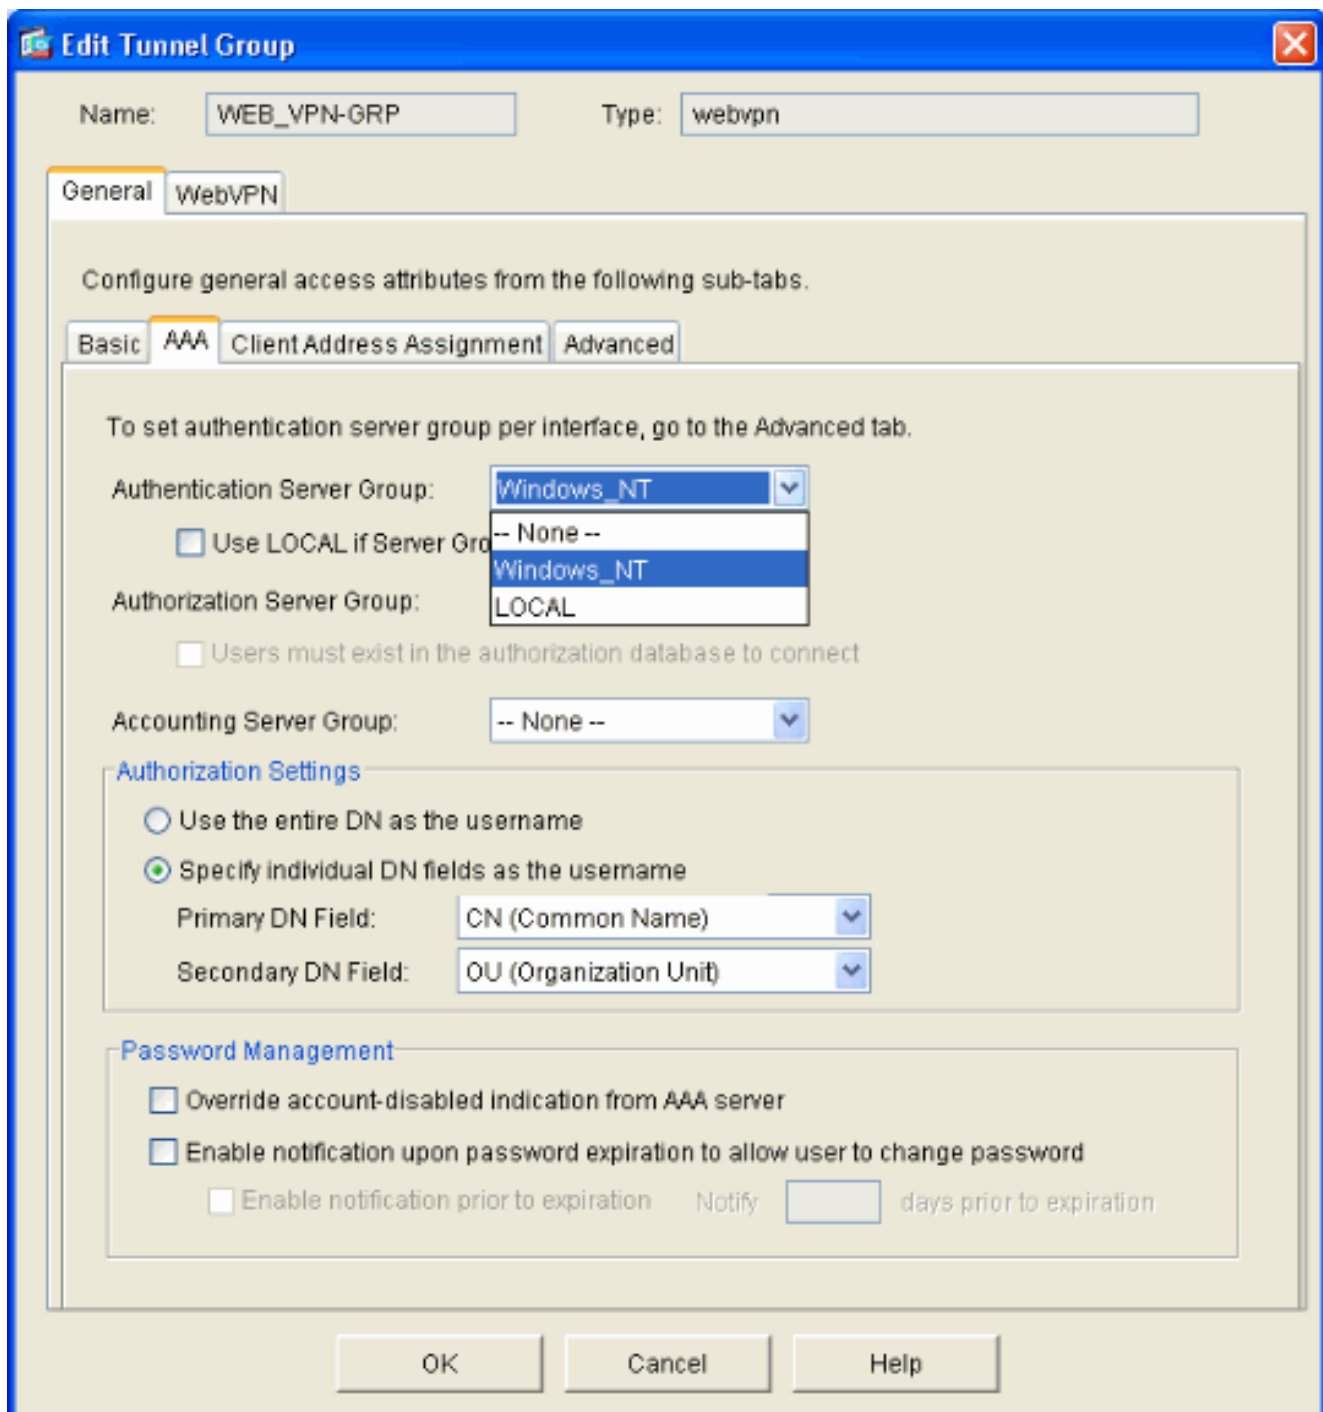 Edit Tunnel Group
Name: WEB_VPN-GRP Type: webvpn
General WebVPN
Configure general access attributes from the following sub-tabs.
Basic AAA Client Address Assignment Advanced
To set authentication server group per interface, go to the Advanced tab.
Authentication Server Group: Windows_NT
-- None --
Use LOCAL if Server Gro
Windows_NT
Authorization Server Group: LOCAL
Users must exist in the authorization database to connect
Accounting Server Group: -- None --
Authorization Settings
Use the entire DN as the username
Specify individual DN fields as the username
Primary DN Field: CN (Common Name)
Secondary DN Field: OU (Organization Unit)
Password Management
Override account-disabled indication from AAA server
Enable notification upon password expiration to allow user to change password
Enable notification prior to expiration Notify days prior to expiration
OK Cancel Help